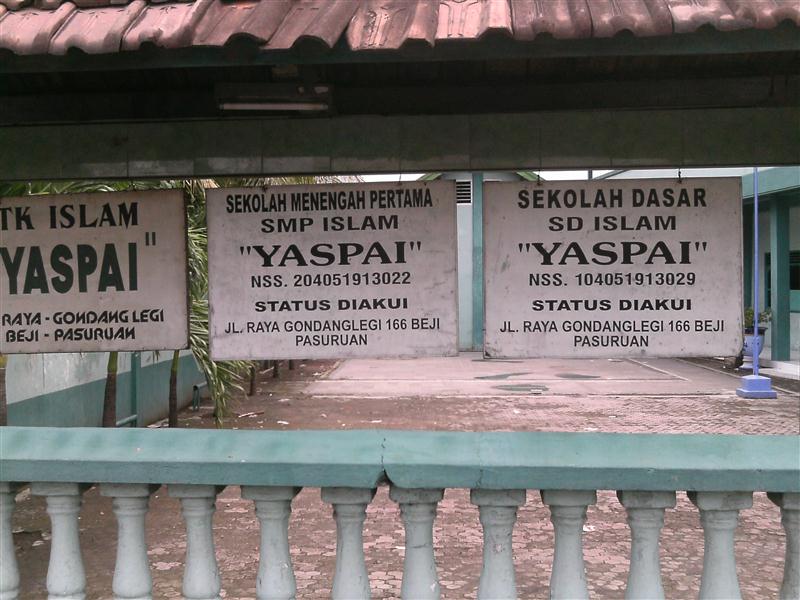 TK ISLAM
YASPAI"
RAYA - GONDANG LEGI
BEJI - PASURUAN
SEKOLAH MENENGAH PERTAMA
SMP ISLAM
"YASPAI"
NSS. 204051913022
STATUS DIAKUI
JL. RAYA GONDANGLEGI 166 BEJI
PASURUAN
SEKOLAH DASAR
SD ISLAM
"YASPAI"
NSS. 104051913029
STATUS DIAKUI
JL. RAYA GONDANGLEGI 166 BEJI
PASURUAN